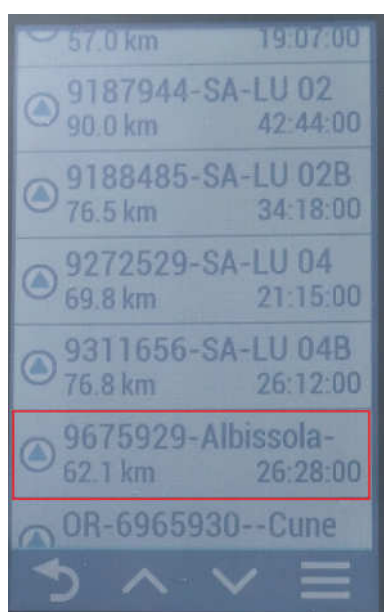 57.0 km 19:07:00
9187944-SA-LU 02
90.0 km 42:44:00
9188485-SA-LU 02B
76.5 km 34:18:00
9272529-SA-LU 04
69.8 km 21:15:00
9311656-SA-LU 04B
76.8 km 26:12:00
9675929-Albissola-
62.1 km 26:28:00
OR-6965930--Cune